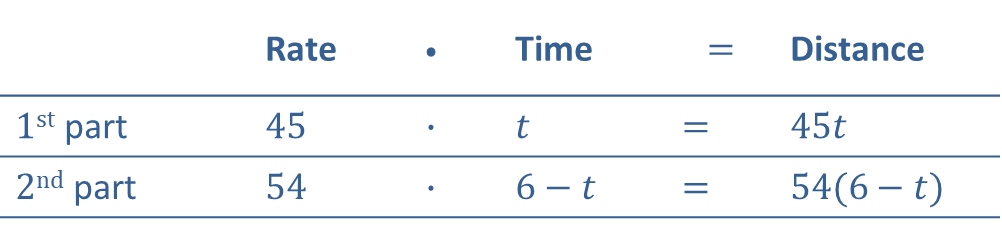 Rate · Time = Distance
1st part 45 · t = 45t
2nd part 54 · 6 − t = 54(6 − t)